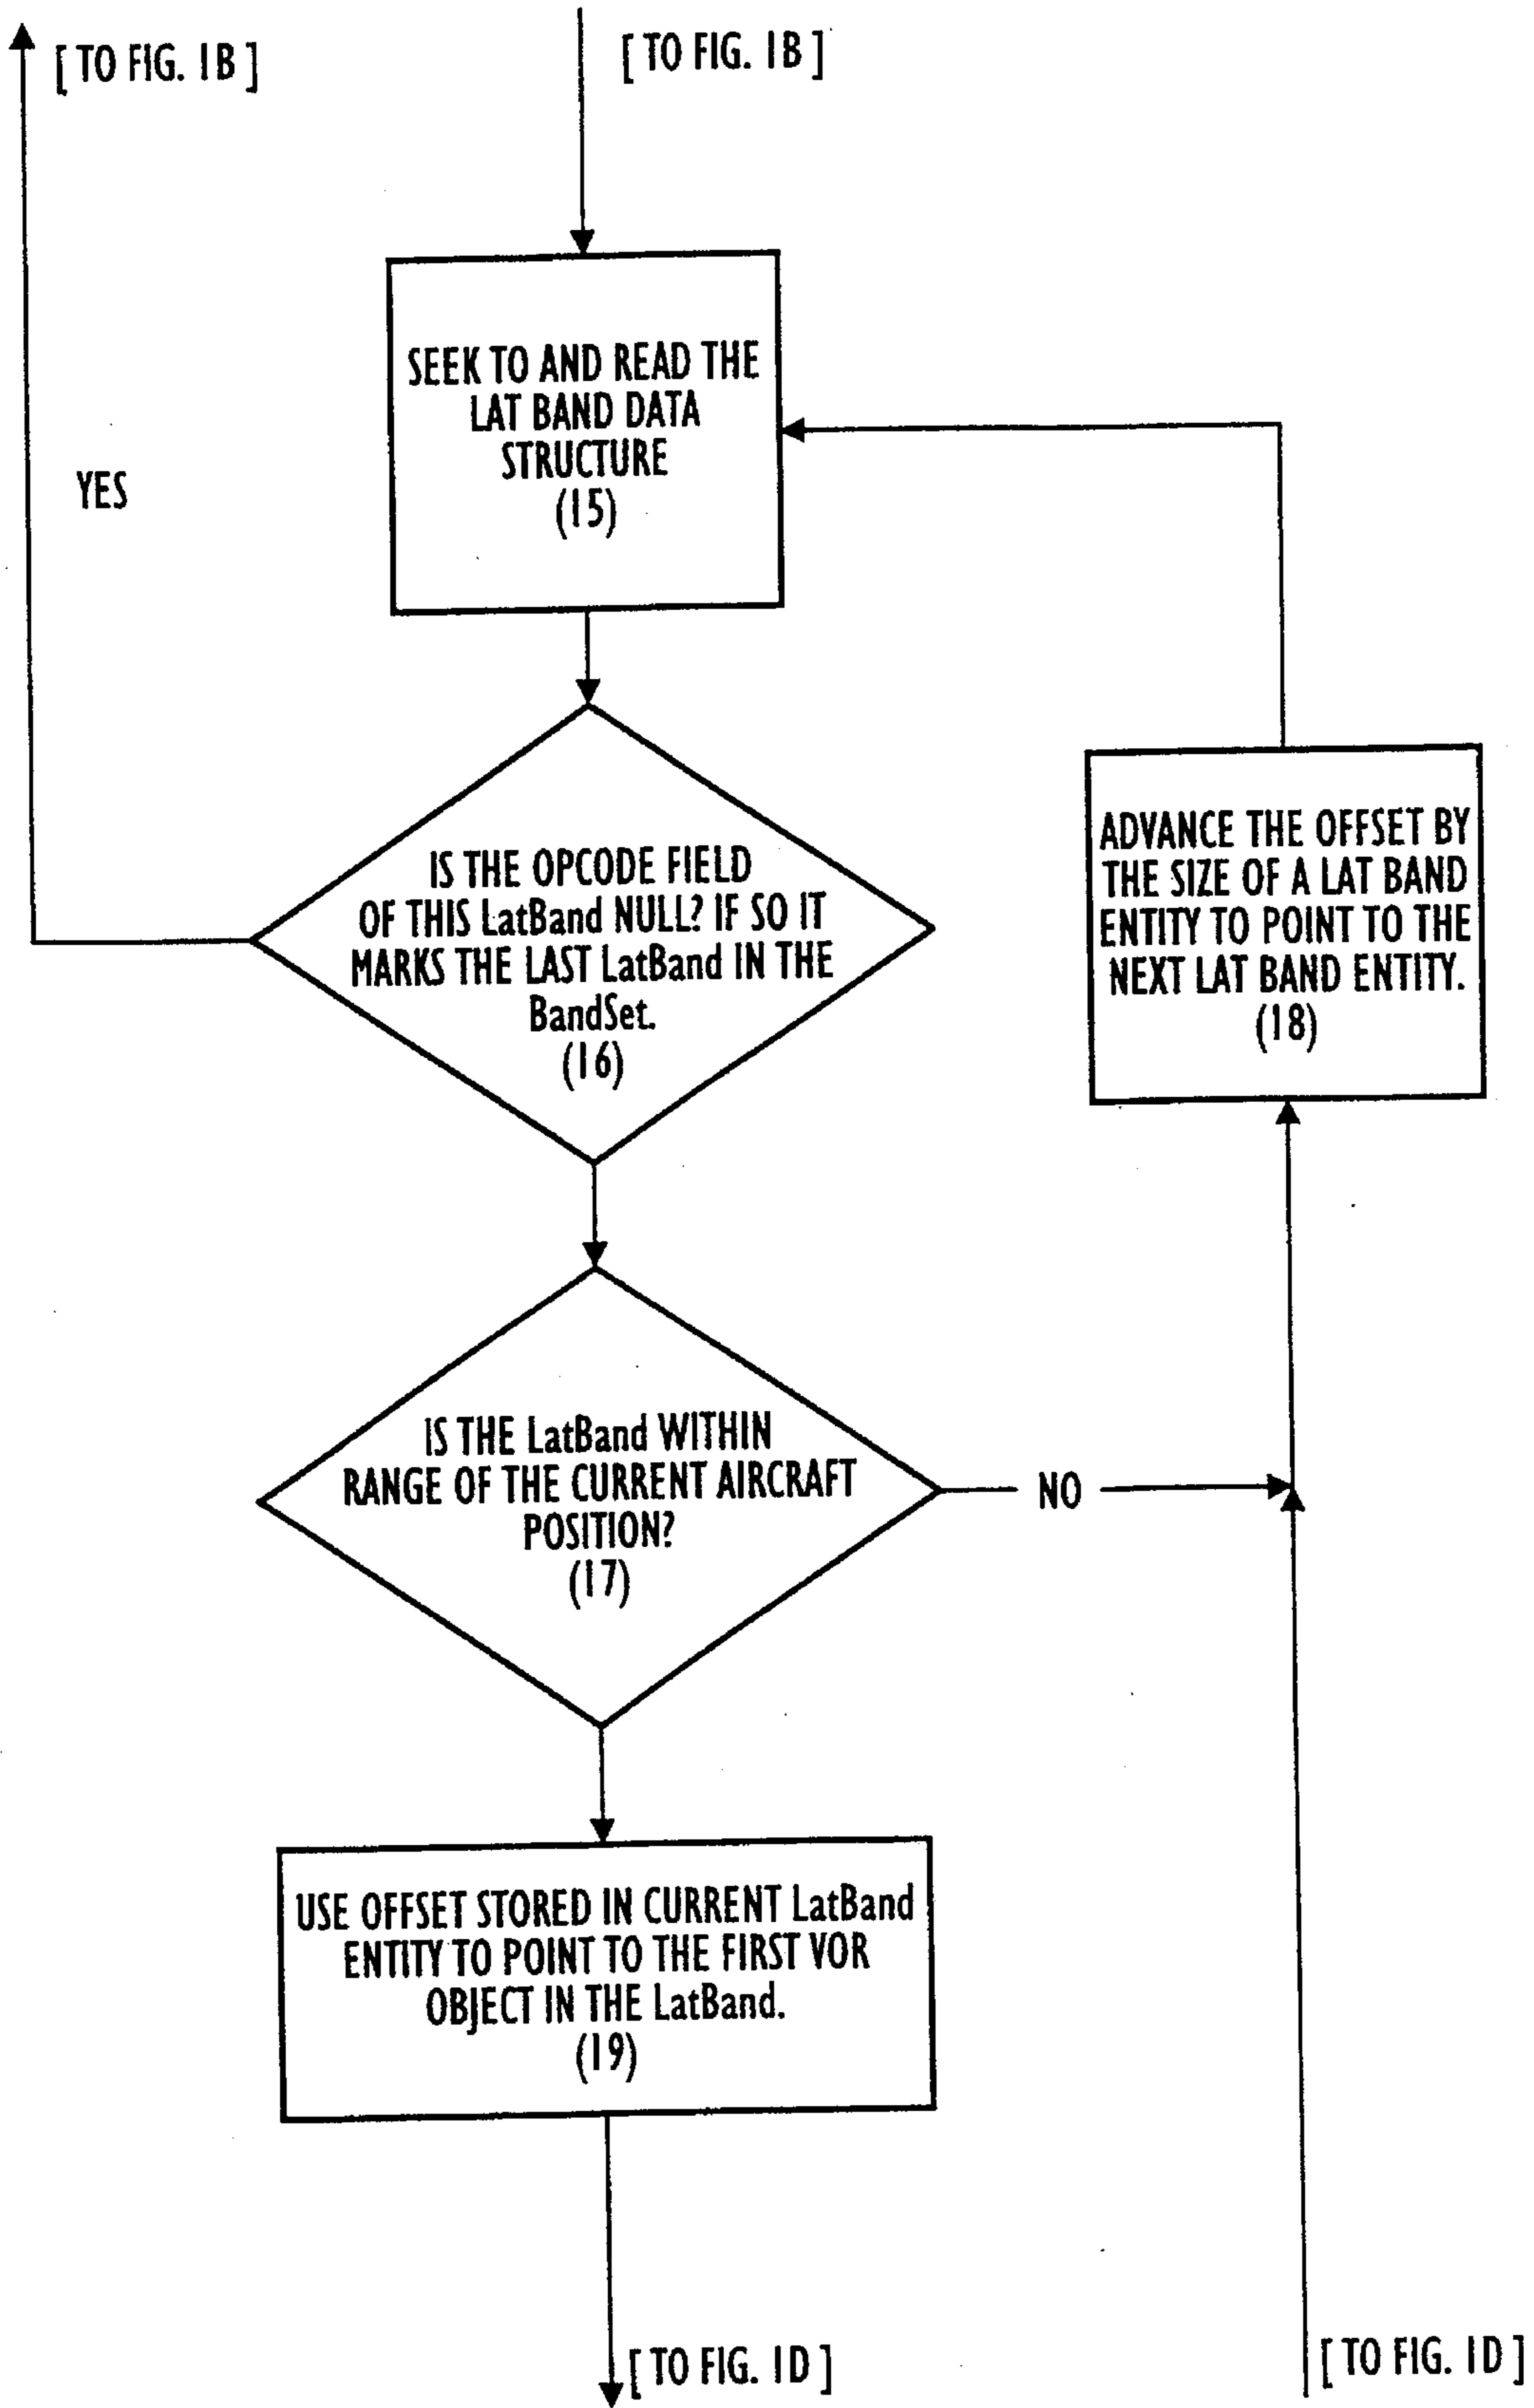 [ TO FIG. 1B ]
[ TO FIG. 1B ]
SEEK TO AND READ THE
LAT BAND DATA
STRUCTURE
(15)
YES
IS THE OPCODE FIELD
OF THIS LatBand NULL? IF SO IT
MARKS THE LAST LatBand IN THE
BandSet.
(16)
ADVANCE THE OFFSET BY
THE SIZE OF A LAT BAND
ENTITY TO POINT TO THE
NEXT LAT BAND ENTITY.
(18)
IS THE LatBand WITHIN
RANGE OF THE CURRENT AIRCRAFT
POSITION?
(17)
NO
USE OFFSET STORED IN CURRENT LatBand
ENTITY TO POINT TO THE FIRST VOR
OBJECT IN THE LatBand.
(19)
[ TO FIG. 1D ]
[ TO FIG. 1D ]